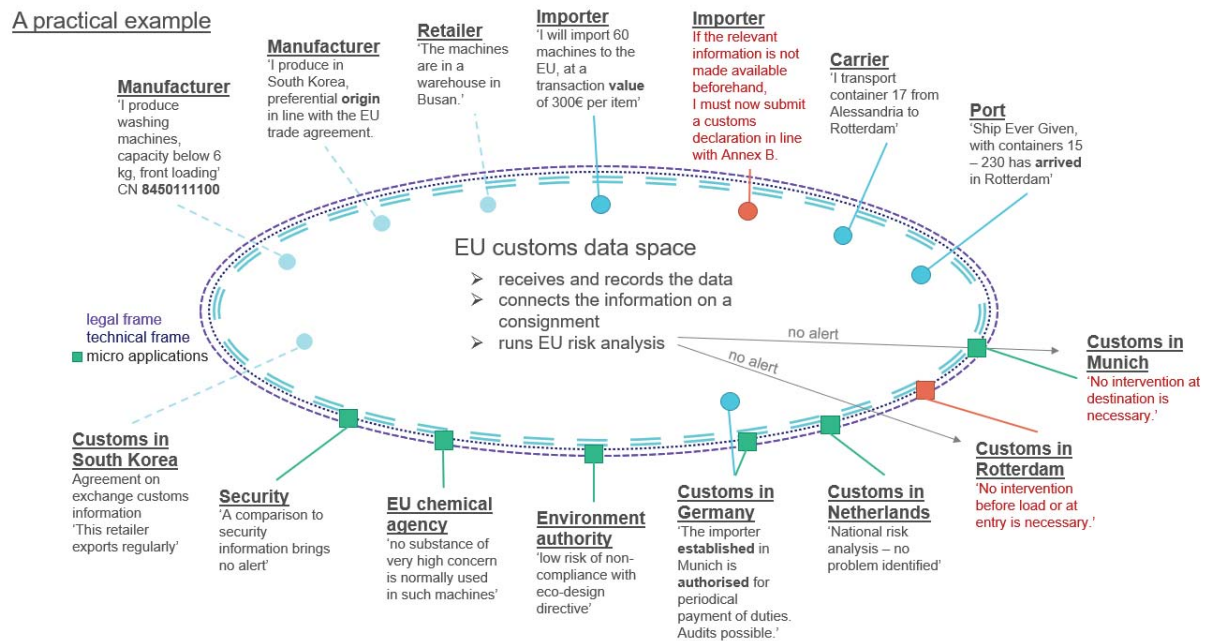 A practical example
Manufacturer
'I produce
washing
machines,
capacity below 6
kg, front loading'
CN 8450111100
Manufacturer
'I produce in
South Korea,
preferential origin
in line with the EU
trade agreement.
Retailer
'The machines
are in a
warehouse in
Busan.'
Importer
'I will import 60
machines to the
EU, at a
transaction value
of 300€ per item'
Importer
If the relevant
information is not
made available
beforehand,
I must now submit
a customs
declaration in line
with Annex B.
Carrier
'I transport
container 17 from
Alessandria to
Rotterdam'
Port
'Ship Ever Given,
with containers 15
– 230 has arrived
in Rotterdam'
EU customs data space
➢ receives and records the data
➢ connects the information on a
consignment
➢ runs EU risk analysis
no alert
no alert
legal frame
technical frame
micro applications
Customs in
Munich
'No intervention at
destination is
necessary.'
Customs in
South Korea
Agreement on
exchange customs
information
'This retailer
exports regularly'
Security
'A comparison to
security
information brings
no alert'
EU chemical
agency
'no substance of
very high concern
is normally used
in such machines'
Environment
authority
'low risk of non-
compliance with
eco-design
directive'
Customs in
Germany
'The importer
established in
Munich is
authorised for
periodical
payment of duties.
Audits possible.'
Customs in
Netherlands
'National risk
analysis – no
problem identified'
Customs in
Rotterdam
'No intervention
before load or at
entry is necessary.'